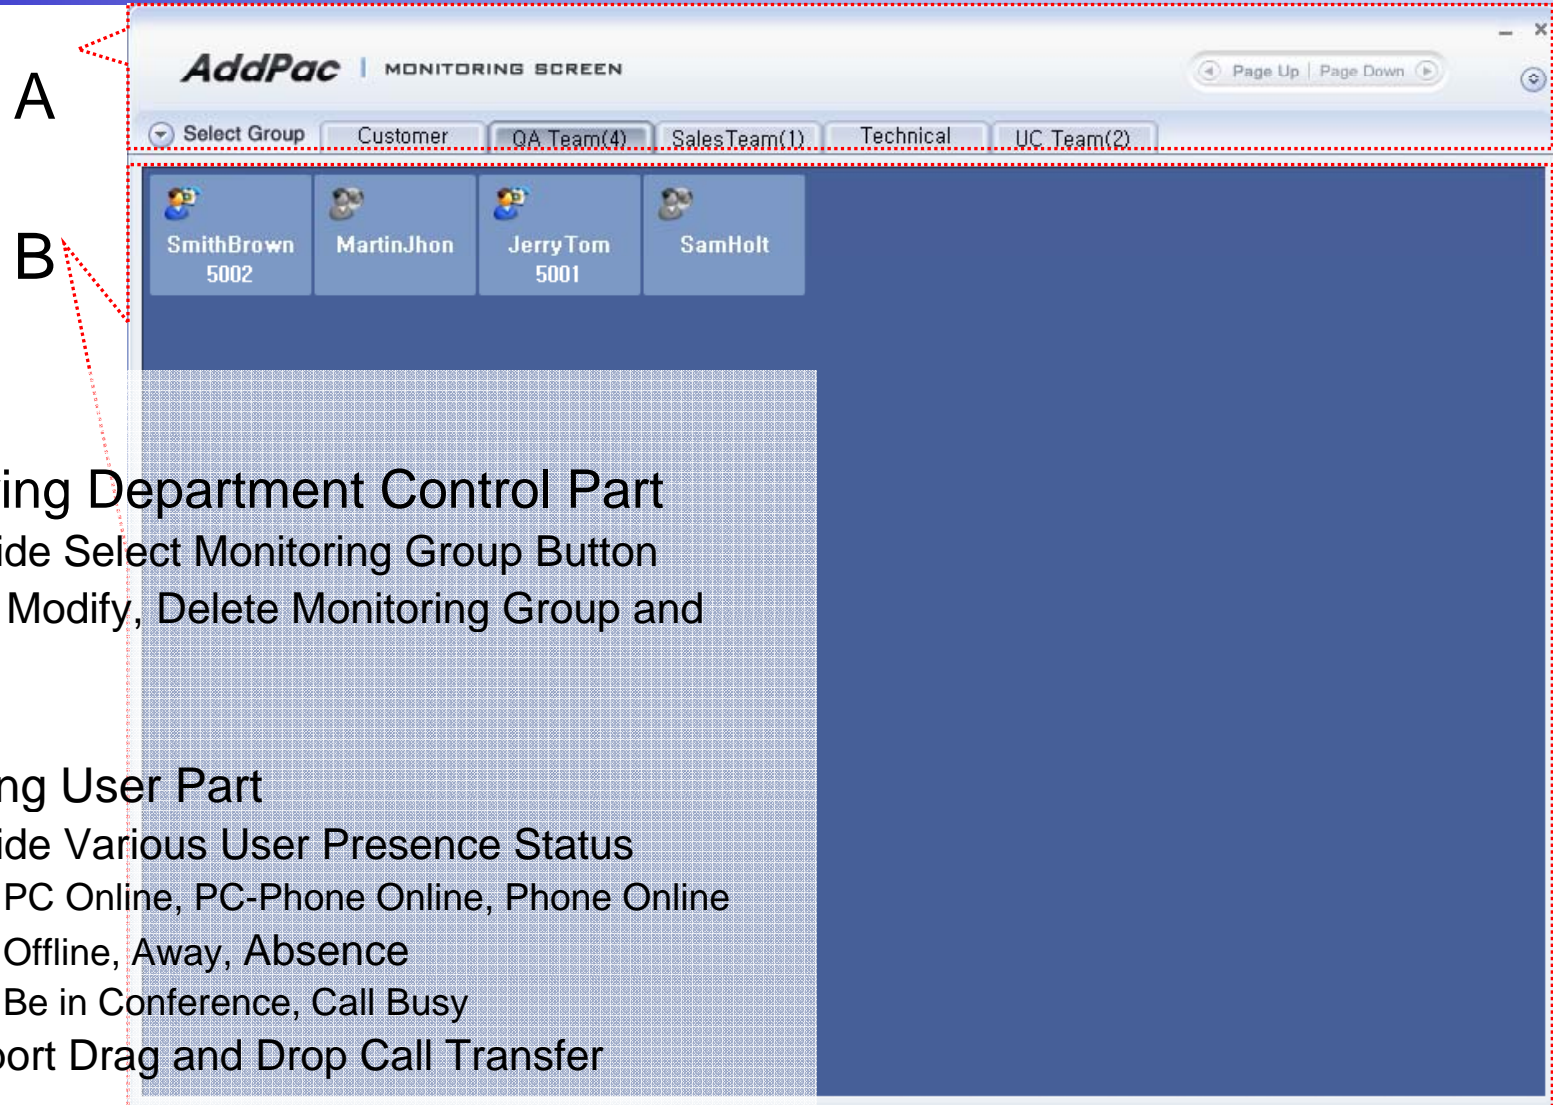 A
AddPac | MONITORING SCREEN
Page Up | Page Down
Select Group Customer QA Team(4) SalesTeam(1) Technical UC Team(2)
B
SmithBrown MartinJhon JerryTom SamHolt
5002 5001
ing Department Control Part
ide Select Monitoring Group Button
Modify, Delete Monitoring Group and
ng User Part
ide Various User Presence Status
PC Online, PC-Phone Online, Phone Online
Offline, Away, Absence
Be in Conference, Call Busy
port Drag and Drop Call Transfer